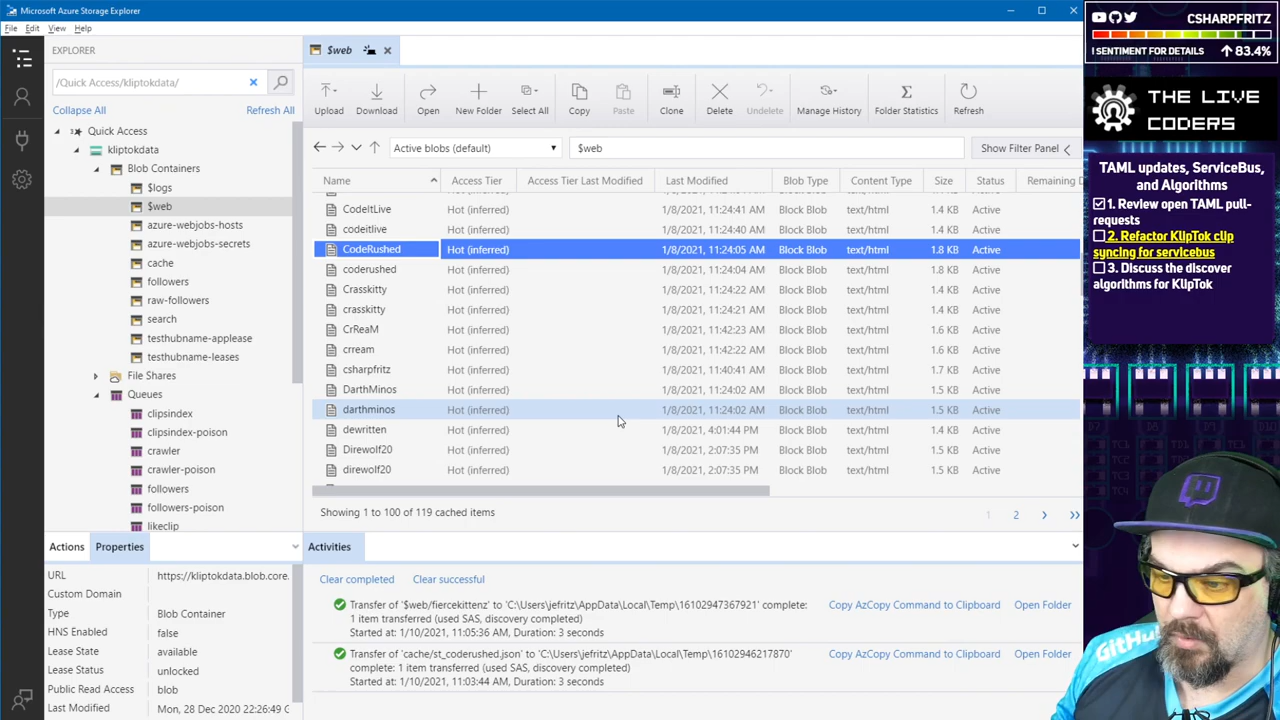 Microsoft Azure Storage Explorer
File Edit View Help
EXPLORER
/Quick Access/kliptokdata/
Collapse All Refresh All
Quick Access
kliptokdata
Blob Containers
$logs
$web
azure-webjobs-hosts
azure-webjobs-secrets
cache
followers
raw-followers
search
testhubname-applease
testhubname-leases
File Shares
Queues
clipsindex
clipsindex-poison
crawler
crawler-poison
followers
followers-poison
likeclip
Actions Properties
URL https://kliptokdata.blob.core.
Custom Domain
Type Blob Container
HNS Enabled false
Lease State available
Lease Status unlocked
Public Read Access blob
Last Modified Mon, 28 Dec 2020 22:26:49 G
$web
Upload Download Open New Folder Select All Copy Paste Clone Delete Undelete Manage History Folder Statistics Refresh
Active blobs (default) $web Show Filter Panel
Name Access Tier Access Tier Last Modified Last Modified Blob Type Content Type Size Status Remaining D
CodeItLive Hot (inferred) 1/8/2021, 11:24:41 AM Block Blob text/html 1.4 KB Active
codeitlive Hot (inferred) 1/8/2021, 11:24:40 AM Block Blob text/html 1.4 KB Active
CodeRushed Hot (inferred) 1/8/2021, 11:24:05 AM Block Blob text/html 1.8 KB Active
coderushed Hot (inferred) 1/8/2021, 11:24:04 AM Block Blob text/html 1.8 KB Active
Crasskitty Hot (inferred) 1/8/2021, 11:24:22 AM Block Blob text/html 1.4 KB Active
crasskitty Hot (inferred) 1/8/2021, 11:24:21 AM Block Blob text/html 1.4 KB Active
CrReaM Hot (inferred) 1/8/2021, 11:42:23 AM Block Blob text/html 1.6 KB Active
crream Hot (inferred) 1/8/2021, 11:42:22 AM Block Blob text/html 1.6 KB Active
csharpfritz Hot (inferred) 1/8/2021, 11:40:41 AM Block Blob text/html 1.7 KB Active
DarthMinos Hot (inferred) 1/8/2021, 11:24:02 AM Block Blob text/html 1.5 KB Active
darthminos Hot (inferred) 1/8/2021, 11:24:02 AM Block Blob text/html 1.5 KB Active
dewritten Hot (inferred) 1/8/2021, 4:01:44 PM Block Blob text/html 1.4 KB Active
Direwolf20 Hot (inferred) 1/8/2021, 2:07:35 PM Block Blob text/html 1.5 KB Active
direwolf20 Hot (inferred) 1/8/2021, 2:07:35 PM Block Blob text/html 1.5 KB Active
Showing 1 to 100 of 119 cached items 1 2
Activities
Clear completed Clear successful
Transfer of '$web/fiercekittenz' to 'C:\Users\jefritz\AppData\Local\Temp\16102947367921' complete: Copy AzCopy Command to Clipboard Open Folder
1 item transferred (used SAS, discovery completed)
Started at: 1/10/2021, 11:05:36 AM, Duration: 3 seconds
Transfer of 'cache/st_coderushed.json' to 'C:\Users\jefritz\AppData\Local\Temp\16102946217870' Copy AzCopy Command to Clipboard Open Folder
complete: 1 item transferred (used SAS, discovery completed)
Started at: 1/10/2021, 11:03:44 AM, Duration: 3 seconds
CSHARPFRITZ
! SENTIMENT FOR DETAILS 83.4%
THE LIVE
CODERS
TAML updates, ServiceBus,
and Algorithms
1. Review open TAML pull-
requests
2. Refactor KlipTok clip
syncing for servicebus
3. Discuss the discover
algorithms for KlipTok
GitHub